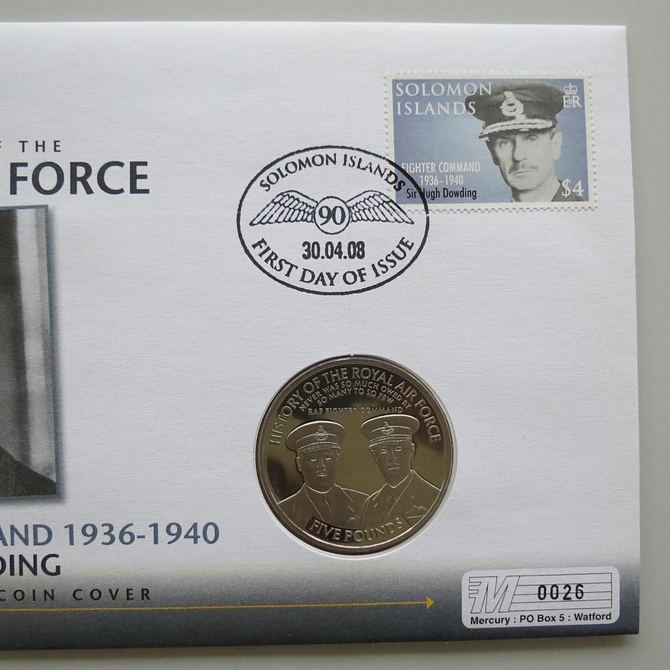 F THE
FORCE
SOLOMON ISLANDS
90
30.04.08
FIRST DAY OF ISSUE
SOLOMON
ISLANDS
ER
FIGHTER COMMAND
1936-1940
Sir Hugh Dowding
$4
HISTORY OF THE ROYAL AIR FORCE
NEVER WAS SO MUCH OWED BY
SO MANY TO SO FEW
RAF FIGHTER COMMAND
FIVE POUNDS
AND 1936-1940
DING
COIN COVER
M 0026
Mercury : PO Box 5 : Watford